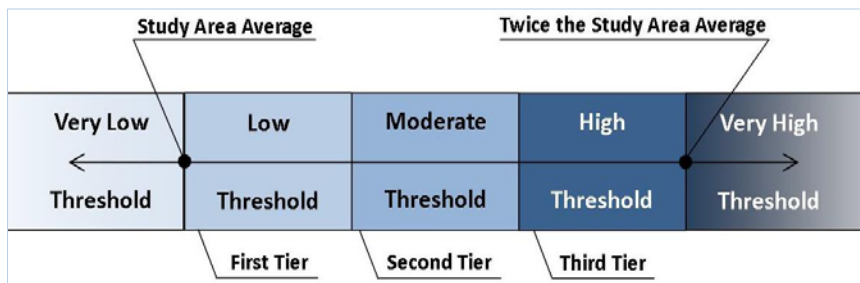 Study Area Average
Twice the Study Area Average
Very Low
Low
Moderate
High
Very High
Threshold
Threshold
Threshold
Threshold
Threshold
First Tier
Second Tier
Third Tier